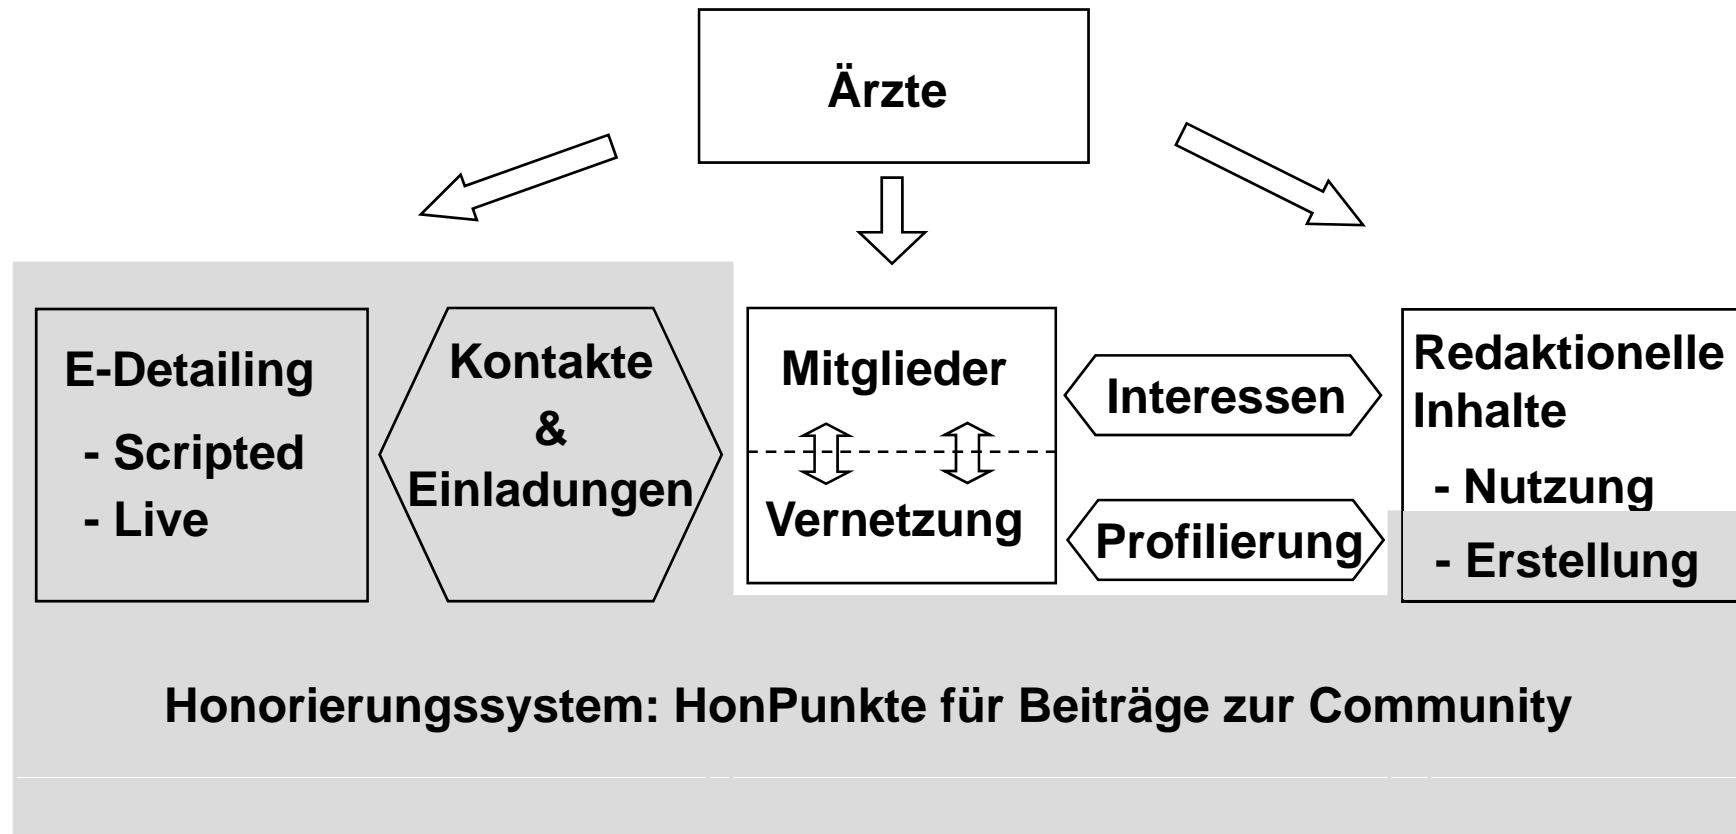 Ärzte
E-Detailing
- Scripted
- Live
Kontakte
&
Einladungen
Mitglieder
Vernetzung
Interessen
Profilierung
Redaktionelle
Inhalte
- Nutzung
- Erstellung
Honorierungssystem: HonPunkte für Beiträge zur Community